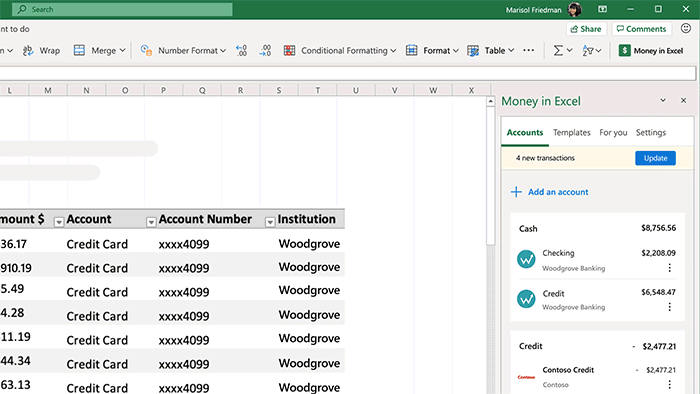 Search
Marisol Friedman
nt to do
Share
Comments
Wrap
Merge
Number Format
.00
Conditional Formatting
Format
Table
Money in Excel
L M N O P Q R S T U V W X
Money in Excel
Accounts Templates For you Settings
4 new transactions Update
Add an account
Cash $8,756.56
Checking $2,208.09
Woodgrove Banking
Credit $6,548.47
Woodgrove Banking
Credit - $2,477.21
Contoso Contoso Credit - $2,477.21
Contoso
mount $ Account Account Number Institution
36.17 Credit Card xxxx4099 Woodgrove
910.19 Credit Card xxxx4099 Woodgrove
5.49 Credit Card xxxx4099 Woodgrove
4.28 Credit Card xxxx4099 Woodgrove
11.19 Credit Card xxxx4099 Woodgrove
44.34 Credit Card xxxx4099 Woodgrove
63.13 Credit Card xxxx4099 Woodgrove